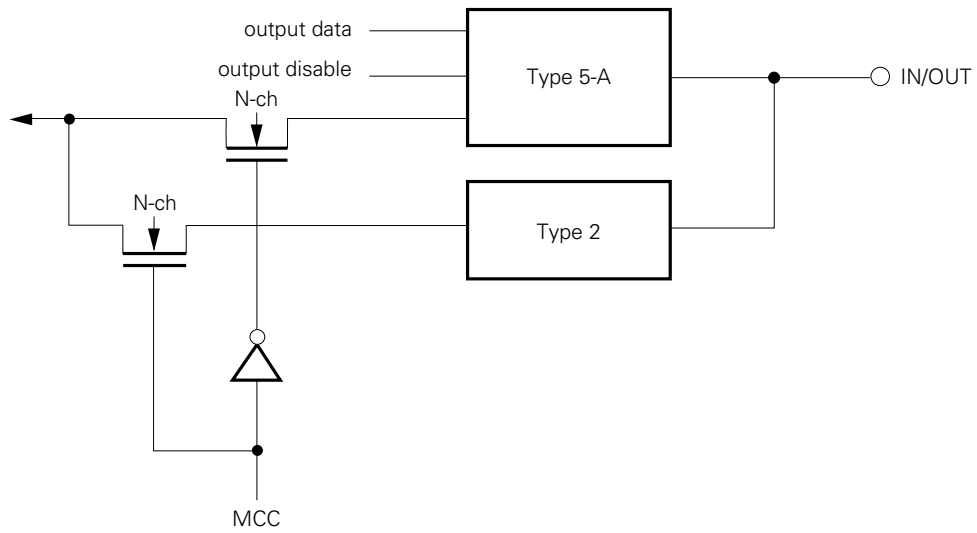 output data
output disable
N-ch
Type 5-A
IN/OUT
N-ch
Type 2
MCC